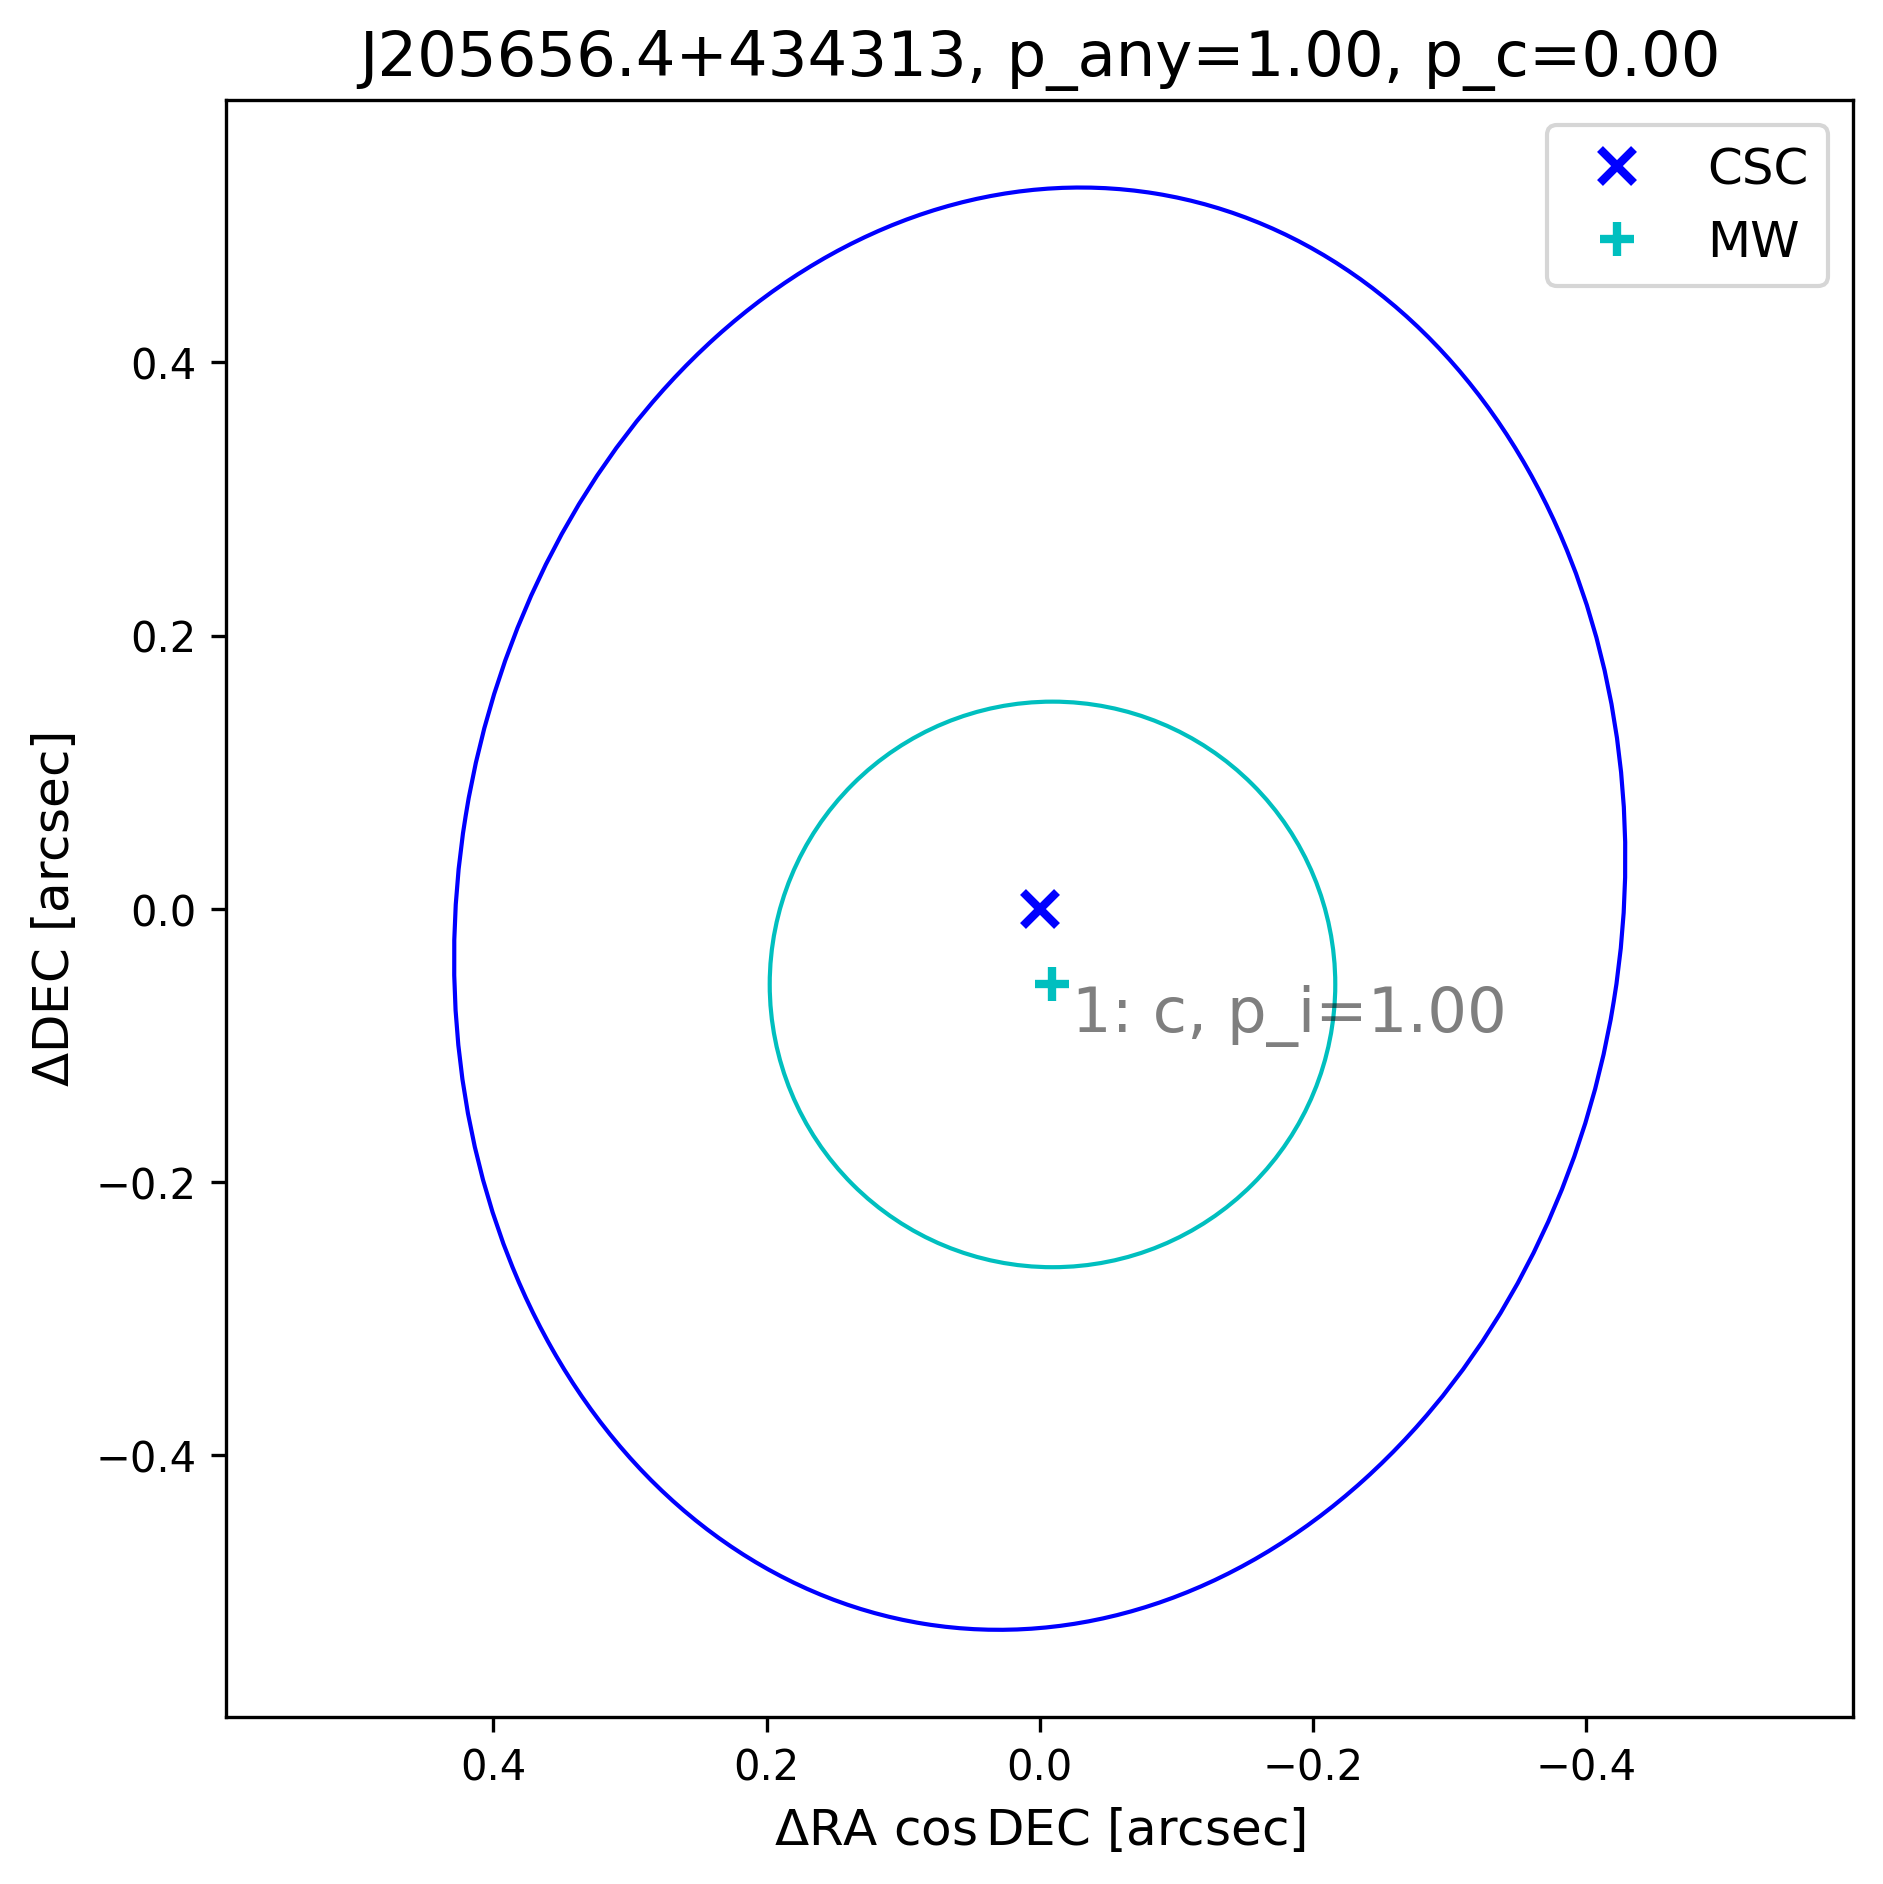 J205656.4+434313, p_any=1.00, p_c=0.00
CSC
MW
0.4
0.2
0.0
−0.2
−0.4
ΔDEC [arcsec]
1: c, p_i=1.00
0.4 0.2 0.0 −0.2 −0.4
ΔRA cos DEC [arcsec]